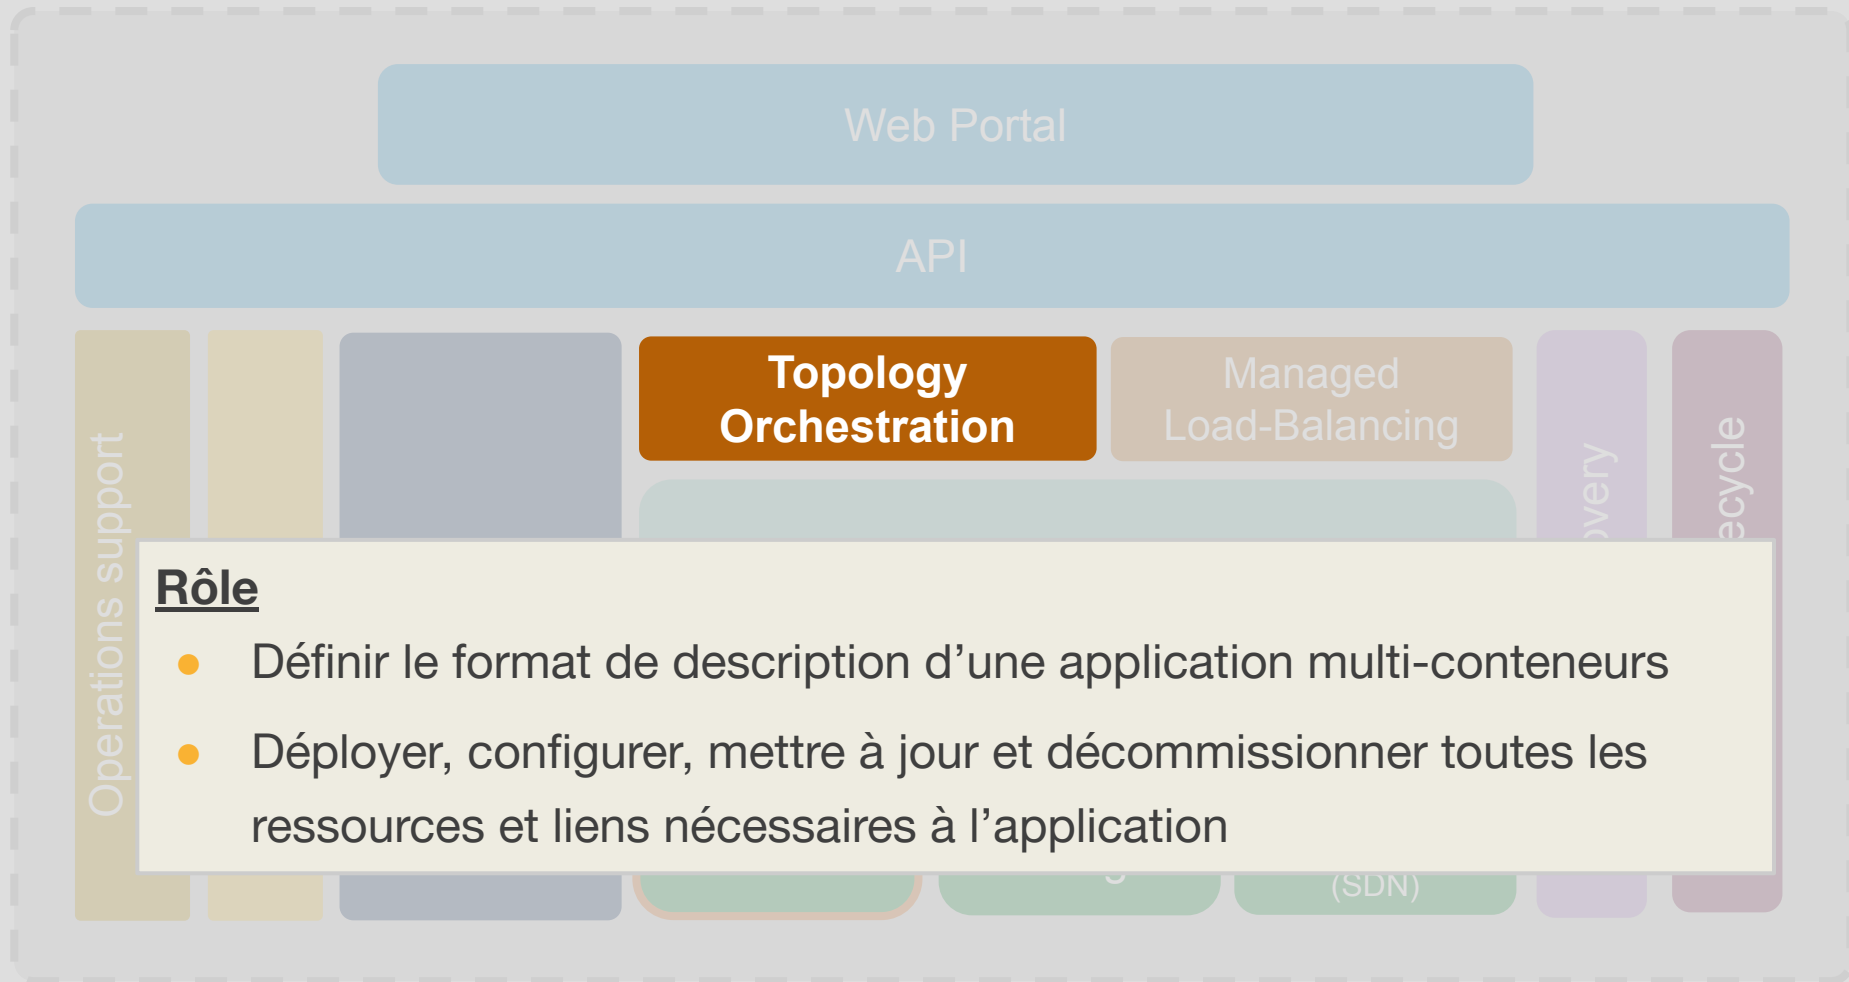 Web Portal
API
Topology
Orchestration
Managed
Load-Balancing
Operations support
Rôle
● Définir le format de description d’une application multi-conteneurs
● Déployer, configurer, mettre à jour et décommissionner toutes les
ressources et liens nécessaires à l’application
(SDN)